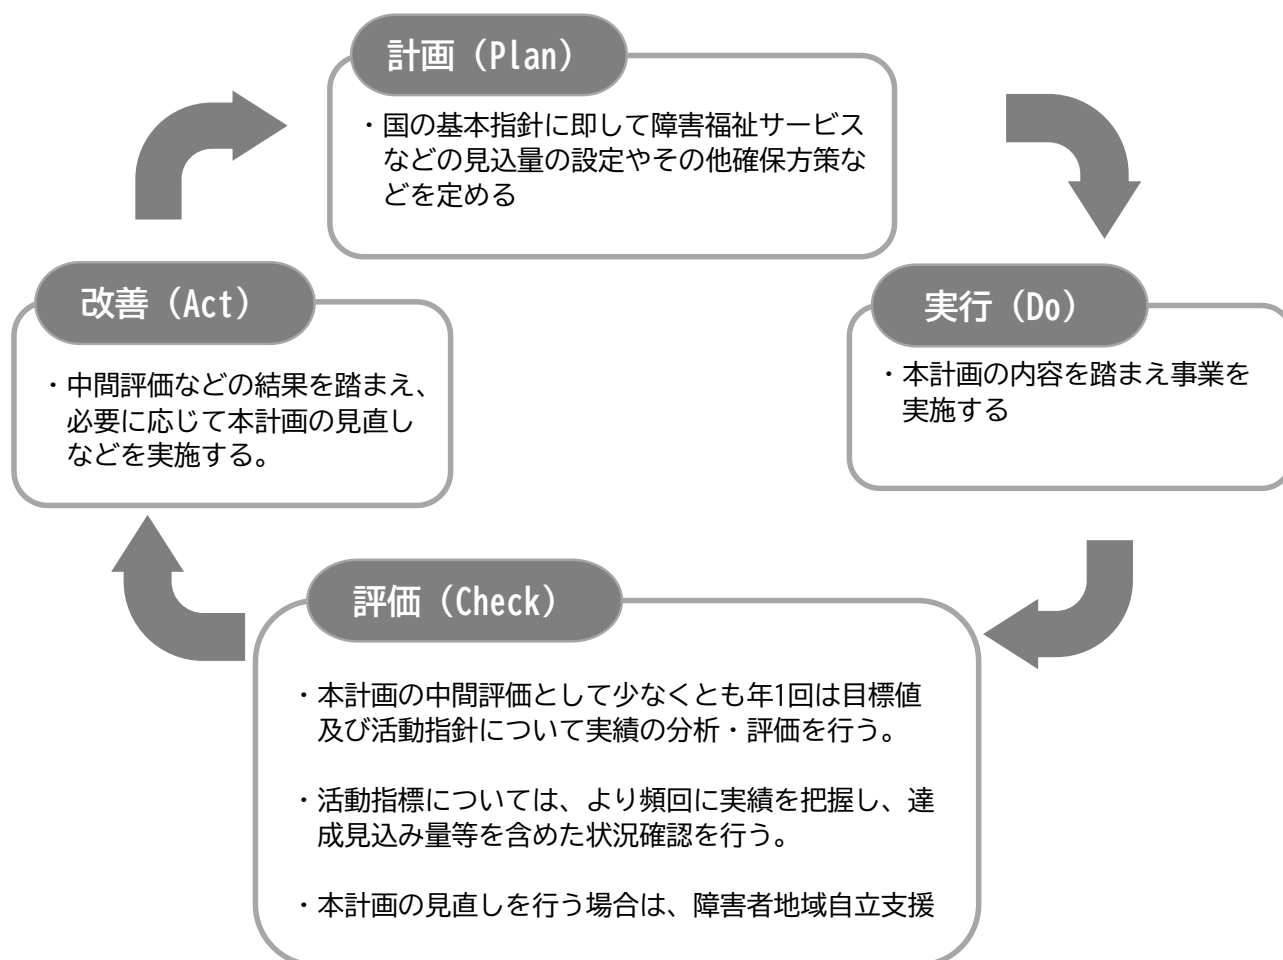 計画（Plan）
・国の基本指針に即して障害福祉サービス
などの見込量の設定やその他確保方策な
どを定める
改善（Act）
・中間評価などの結果を踏まえ、
必要に応じて本計画の見直し
などを実施する。
実行（Do）
・本計画の内容を踏まえ事業を
実施する
評価（Check）
・本計画の中間評価として少なくとも年1回は目標値
及び活動指針について実績の分析・評価を行う。
・活動指標については、より頻回に実績を把握し、達
成見込み量等を含めた状況確認を行う。
・本計画の見直しを行う場合は、障害者地域自立支援